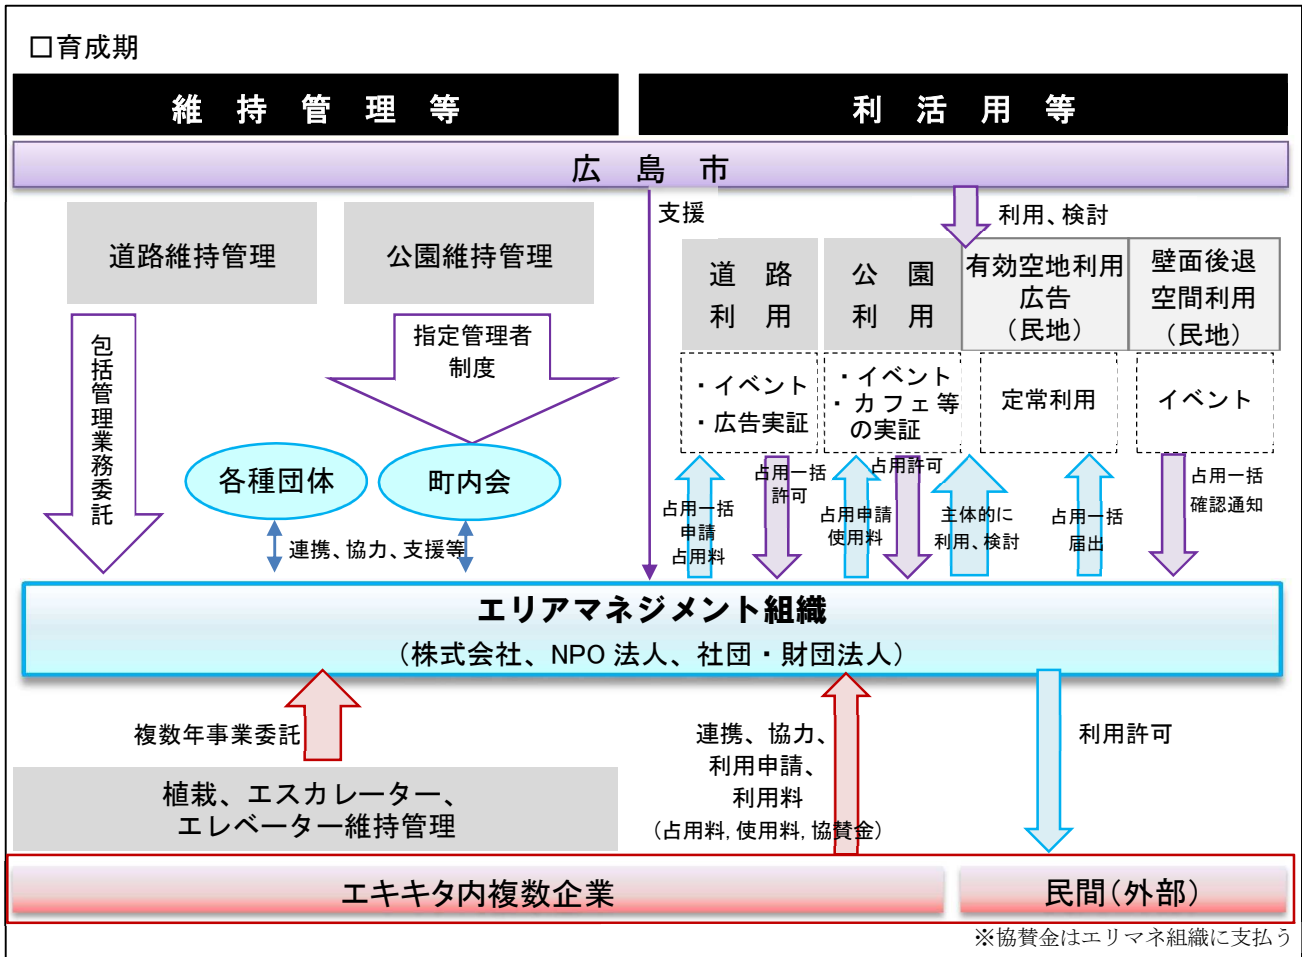 □育成期
維持管理等
利活用等
広島市
支援
利用、検討
道路維持管理
公園維持管理
道路
利用
公園
利用
有効空地利用
広告
（民地）
壁面後退
空間利用
（民地）
包括管理業務委託
指定管理者
制度
・イベント
・広告実証
・イベント
・カフェ等
の実証
定常利用
イベント
各種団体
町内会
連携、協力、支援等
占用一括
申請
占用料
占用一括
許可
占用申請
使用料
占用許可
主体的に
利用、検討
占用一括
届出
占用一括
確認通知
エリアマネジメント組織
（株式会社、NPO 法人、社団・財団法人）
複数年事業委託
連携、協力、
利用申請、
利用料
（占用料,使用料,協賛金）
利用許可
植栽、エスカレーター、
エレベーター維持管理
エキキタ内複数企業
民間（外部）
※協賛金はエリマネ組織に支払う